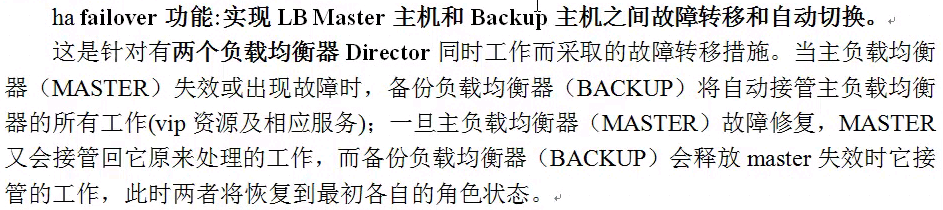 ha failover 功能:实现 LB Master 主机和 Backup 主机之间故障转移和自动切换。
这是针对有两个负载均衡器 Director 同时工作而采取的故障转移措施。当主负载均衡
器（MASTER）失效或出现故障时，备份负载均衡器（BACKUP）将自动接管主负载均衡
器的所有工作(vip 资源及相应服务)；一旦主负载均衡器（MASTER）故障修复，MASTER
又会接管回它原来处理的工作，而备份负载均衡器（BACKUP）会释放 master 失效时它接
管的工作，此时两者将恢复到最初各自的角色状态。